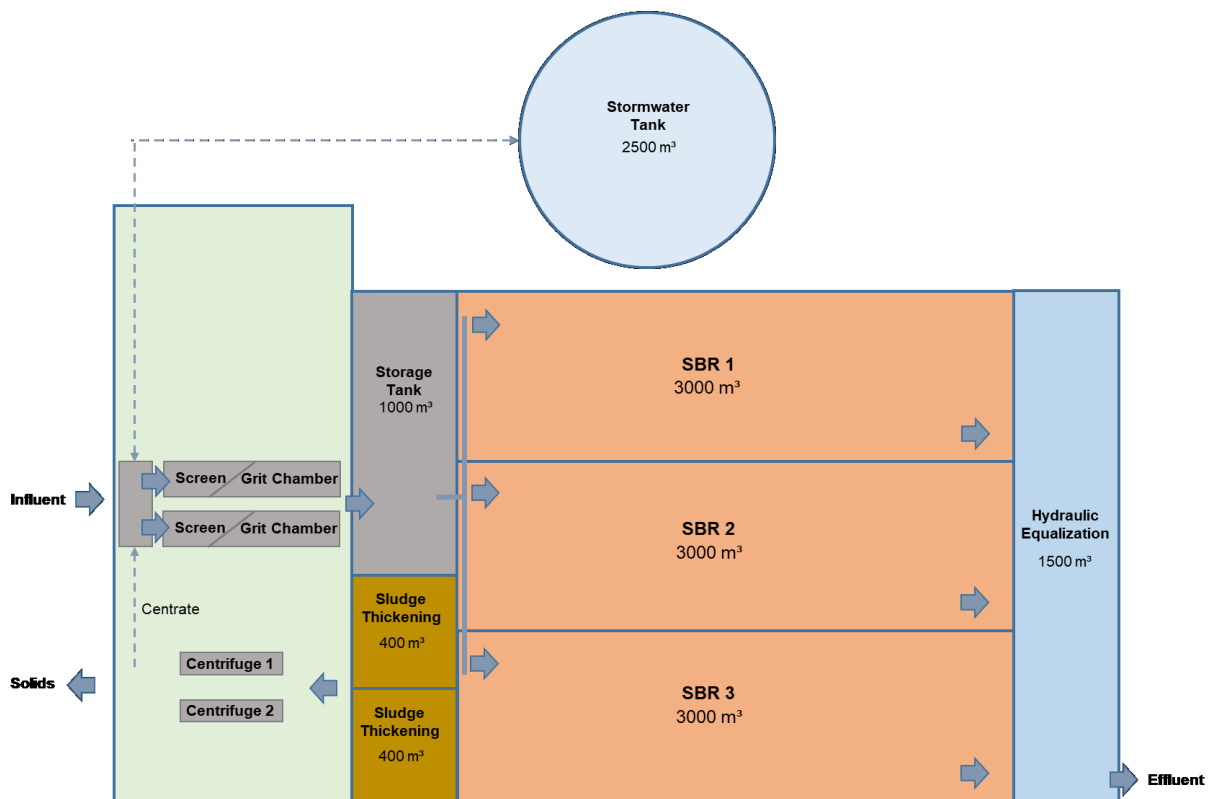 Stormwater
Tank
2500 m³
Storage
Tank
1000 m³
SBR 1
3000 m³
Influent
Screen
Grit Chamber
Screen
Grit Chamber
SBR 2
3000 m³
Hydraulic
Equalization
1500 m³
Centrate
Sludge
Thickening
400 m³
Centrifuge 1
Solids
Centrifuge 2
Sludge
Thickening
400 m³
SBR 3
3000 m³
Effluent